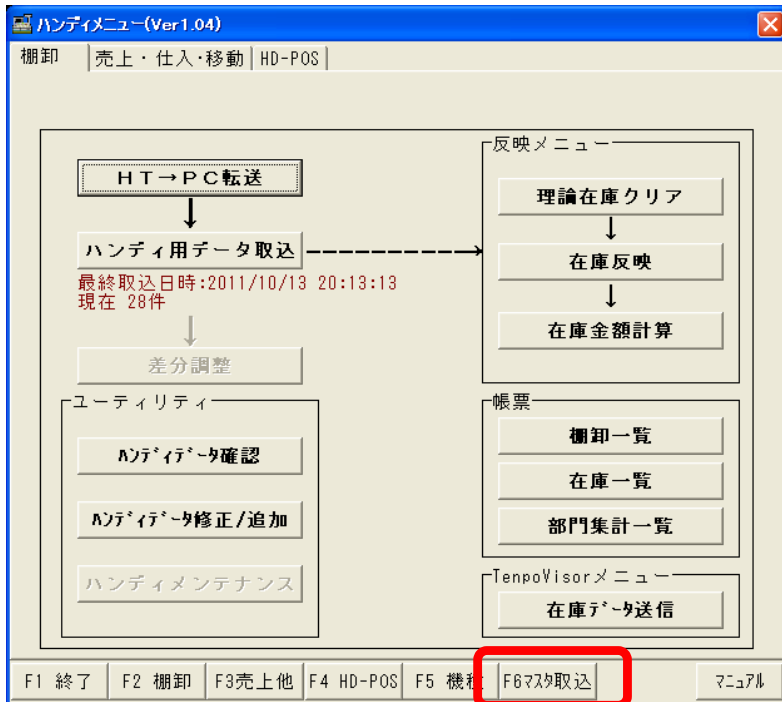 ハンディメニュー(Ver1.04)
棚卸 売上・仕入・移動 HD-POS
HT→PC転送
↓
ハンディ用データ取込
最終取込日時:2011/10/13 20:13:13
現在 28件
↓
差分調整
ユーティリティ
ﾊﾝﾃﾞｨﾃﾞｰﾀ確認
ﾊﾝﾃﾞｨﾃﾞｰﾀ修正/追加
ハンディメンテナンス
反映メニュー
理論在庫クリア
↓
在庫反映
↓
在庫金額計算
帳票
棚卸一覧
在庫一覧
部門集計一覧
TenpoVisorメニュー
在庫ﾃﾞｰﾀ送信
F1 終了 F2 棚卸 F3売上他 F4 HD-POS F5 機種 F6ﾏｽﾀ取込 ﾏﾆｭｱﾙ